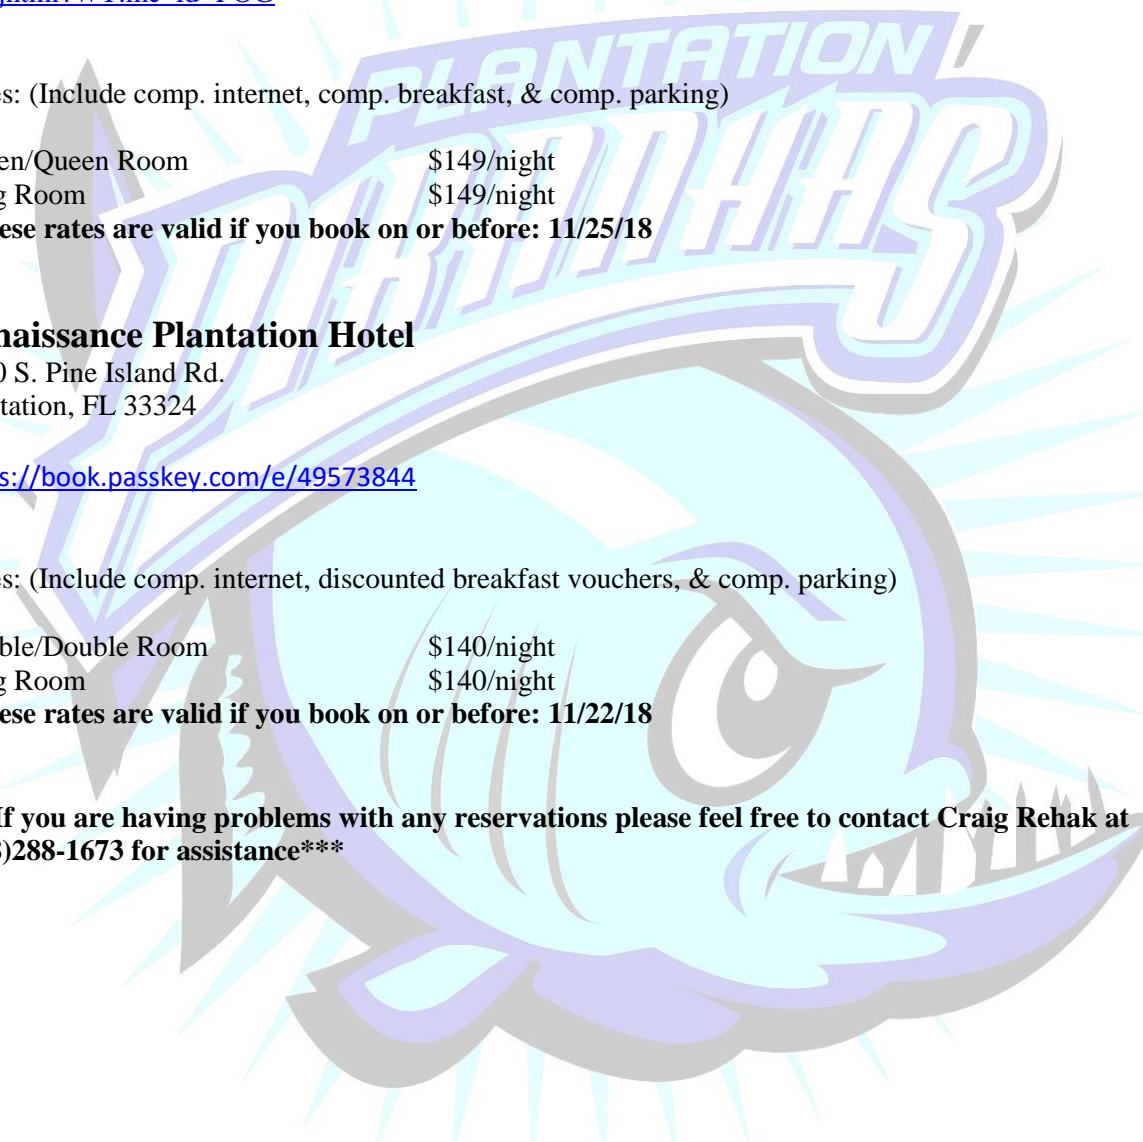 PLANTATION
PIRANHAS
es: (Include comp. internet, comp. breakfast, & comp. parking)
en/Queen Room $149/night
g Room $149/night
ese rates are valid if you book on or before: 11/25/18
naissance Plantation Hotel
0 S. Pine Island Rd.
tation, FL 33324
s://book.passkey.com/e/49573844
es: (Include comp. internet, discounted breakfast vouchers, & comp. parking)
ble/Double Room $140/night
g Room $140/night
ese rates are valid if you book on or before: 11/22/18
If you are having problems with any reservations please feel free to contact Craig Rehak at
)288-1673 for assistance***